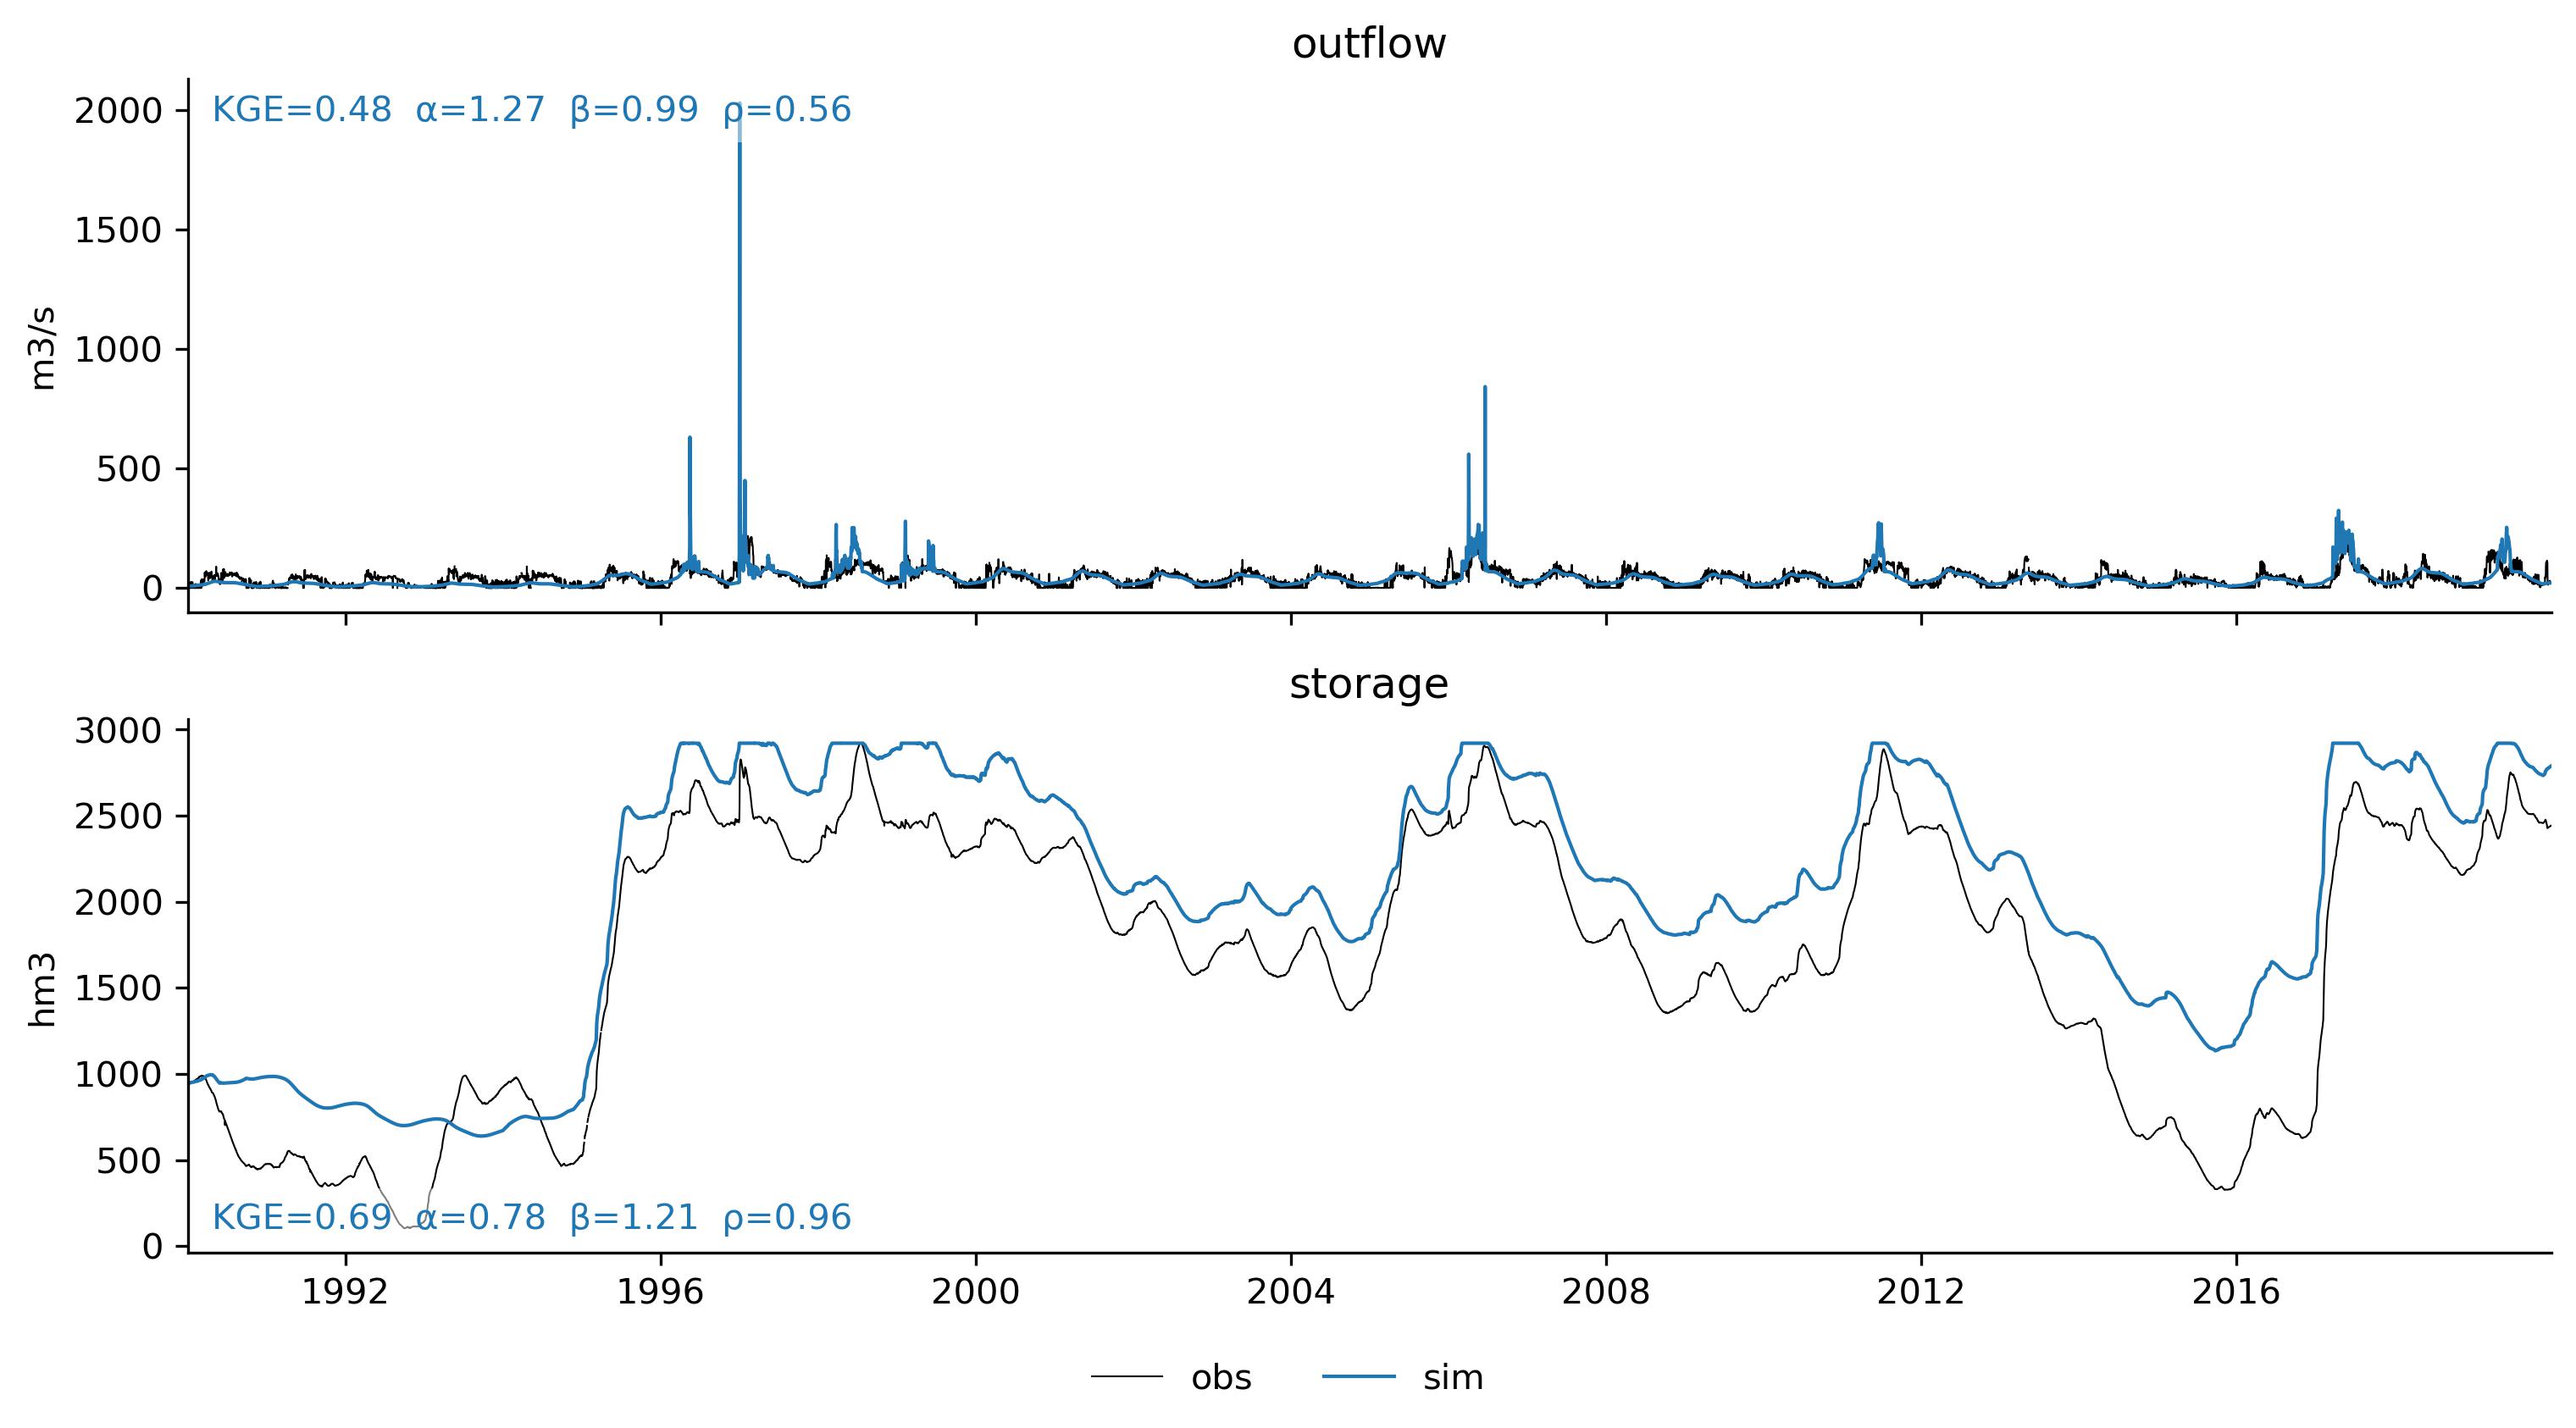 outflow
KGE=0.48 α=1.27 β=0.99 ρ=0.56
2000
1500
1000
500
0
m3/s
storage
3000
2500
2000
1500
1000
500
0
hm3
KGE=0.69 α=0.78 β=1.21 ρ=0.96
1992 1996 2000 2004 2008 2012 2016
obs sim